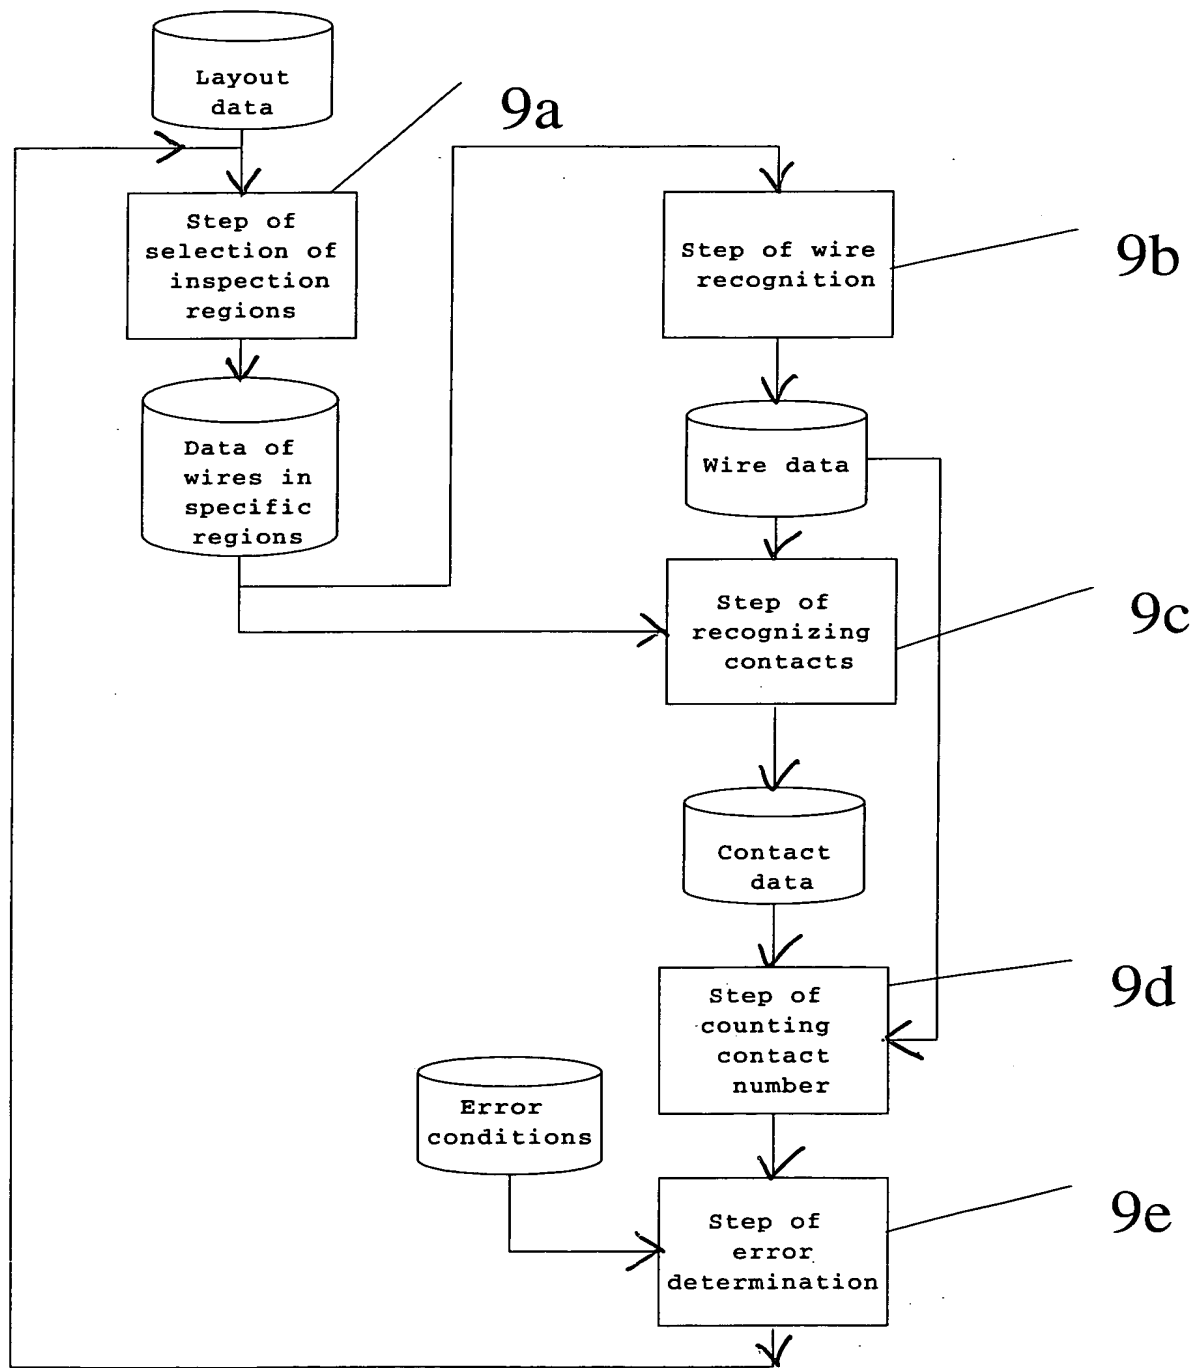 Layout
data
9a
Step of
selection of
inspection
regions
Step of wire
recognition
9b
Data of
wires in
specific
regions
Wire data
Step of
recognizing
contacts
9c
Contact
data
Step of
counting
contact
number
9d
Error
conditions
Step of
error
determination
9e